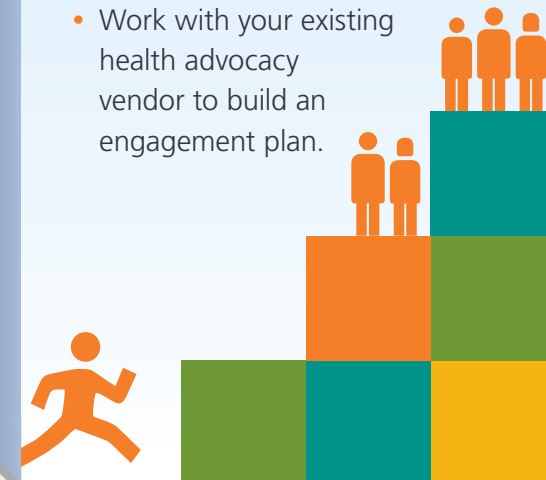 • Work with your existing
health advocacy
vendor to build an
engagement plan.